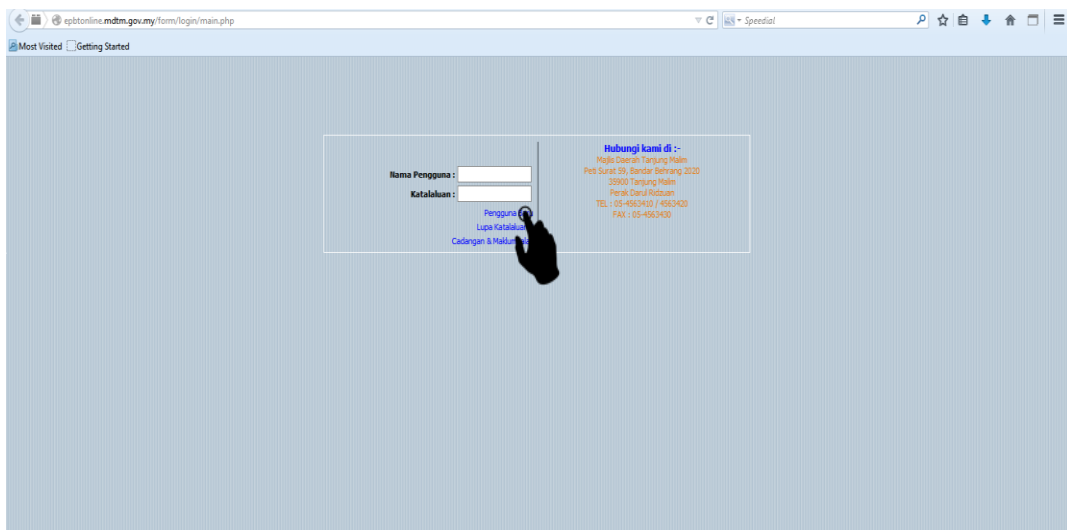 epbtonline.mdtm.gov.my/form/login/main.php
Speedial
Most Visited Getting Started
Nama Pengguna :
Katalaluan :
Pengguna
Lupa Katalaluan
Cadangan &
Hubungi kami di :-
Majlis Daerah Tanjung Malim
Peti Surat 59, Bandar Behrang 2020
35900 Tanjung Malim
Perak Darul Ridzuan
TEL : 05-4563410 / 4563420
FAX : 05-4563430